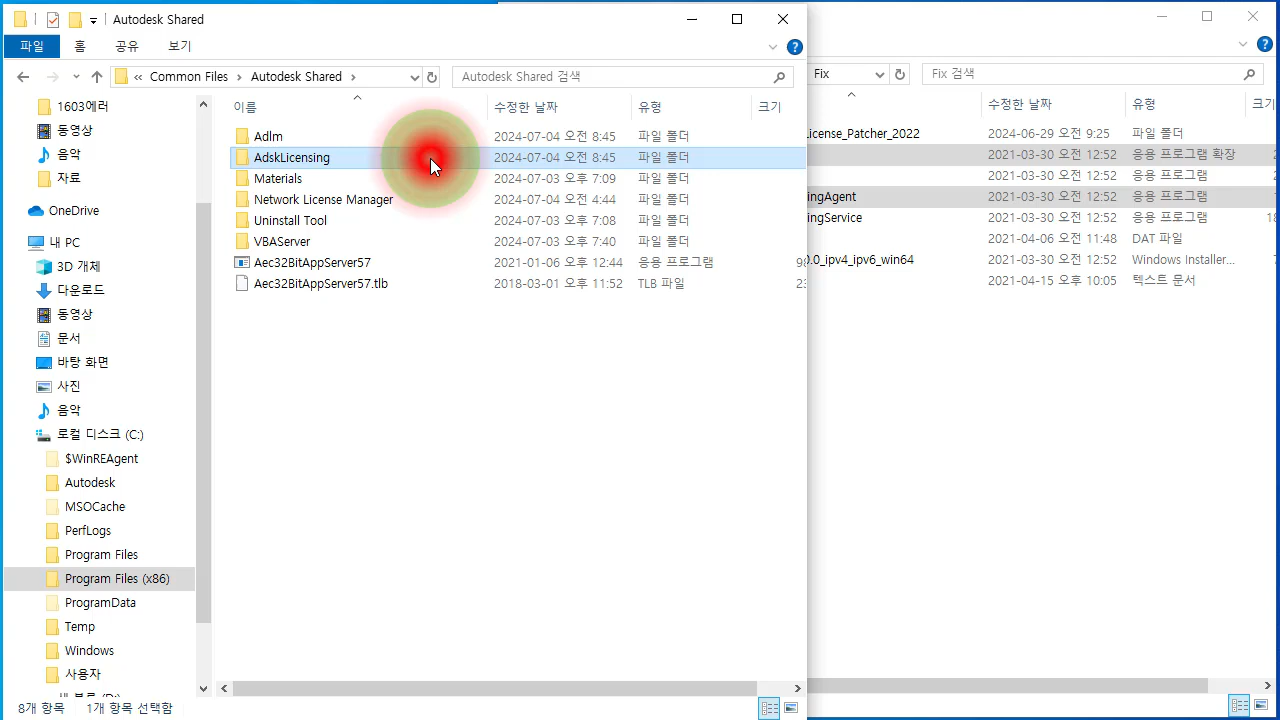 Autodesk Shared
파일 홈 공유 보기
« Common Files › Autodesk Shared ›
Autodesk Shared 검색
1603에러
동영상
음악
자료
OneDrive
내 PC
3D 개체
다운로드
동영상
문서
바탕 화면
사진
음악
로컬 디스크 (C:)
$WinREAgent
Autodesk
MSOCache
PerfLogs
Program Files
Program Files (x86)
ProgramData
Temp
Windows
사용자
이름 수정한 날짜 유형 크기
Adlm 2024-07-04 오전 8:45 파일 폴더
AdskLicensing 2024-07-04 오전 8:45 파일 폴더
Materials 2024-07-03 오후 7:09 파일 폴더
Network License Manager 2024-07-04 오전 4:44 파일 폴더
Uninstall Tool 2024-07-03 오후 7:08 파일 폴더
VBAServer 2024-07-03 오후 7:40 파일 폴더
Aec32BitAppServer57 2021-01-06 오후 12:44 응용 프로그램
Aec32BitAppServer57.tlb 2018-03-01 오후 11:52 TLB 파일
8개 항목 1개 항목 선택함
Fix
Fix 검색
수정한 날짜 유형 크기
License_Patcher_2022 2024-06-29 오전 9:25 파일 폴더
2021-03-30 오전 12:52 응용 프로그램 확장
ingAgent 2021-03-30 오전 12:52 응용 프로그램
ingService 2021-03-30 오전 12:52 응용 프로그램
2021-04-06 오전 11:48 DAT 파일
0.0_ipv4_ipv6_win64 2021-03-30 오전 12:52 Windows Installer...
2021-04-15 오전 10:05 텍스트 문서